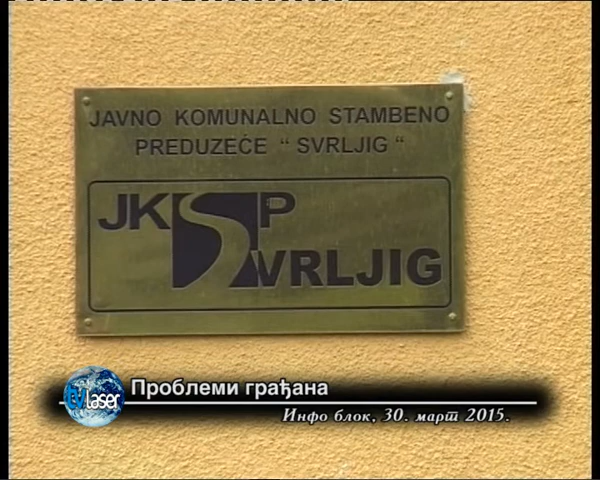 JAVNO KOMUNALNO STAMBENO
PREDUZEĆE “ SVRLJIG “
JKSP
SVRLJIG
Проблеми грађана
tv laser
Инфо блок, 30. март 2015.